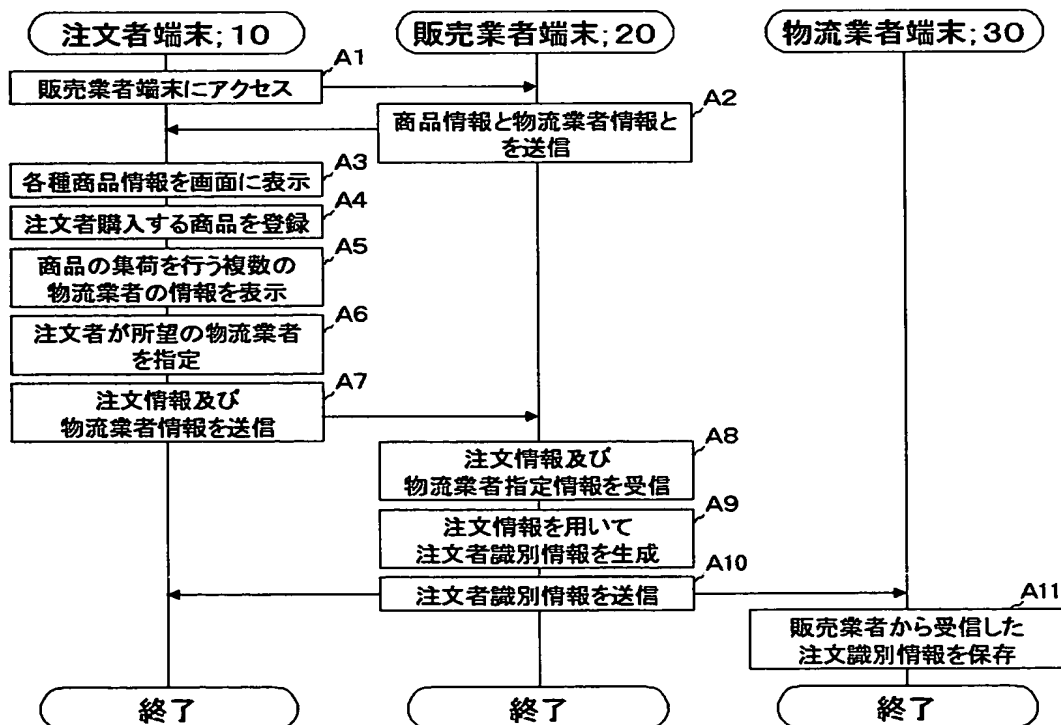 注文者端末;10
販売業者端末;20
物流業者端末;30
A1
販売業者端末にアクセス
A2
商品情報と物流業者情報と
を送信
A3
各種商品情報を画面に表示
A4
注文者購入する商品を登録
A5
商品の集荷を行う複数の
物流業者の情報を表示
A6
注文者が所望の物流業者
を指定
A7
注文情報及び
物流業者情報を送信
A8
注文情報及び
物流業者指定情報を受信
A9
注文情報を用いて
注文者識別情報を生成
A10
注文者識別情報を送信
A11
販売業者から受信した
注文識別情報を保存
終了
終了
終了